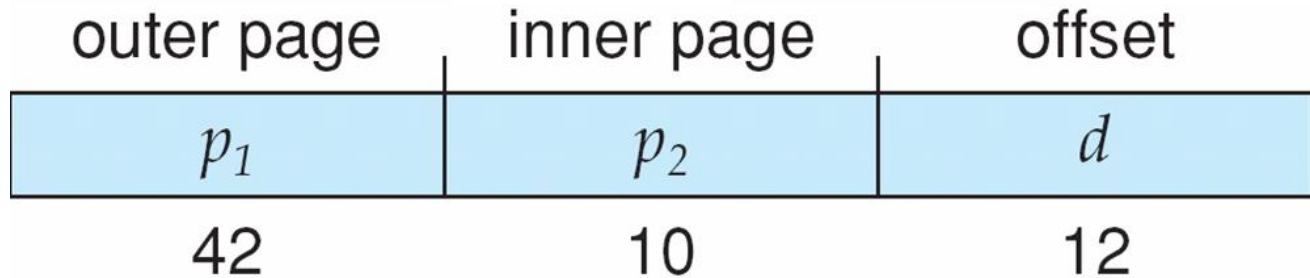 outer page inner page offset
p₁ p₂ d
42 10 12